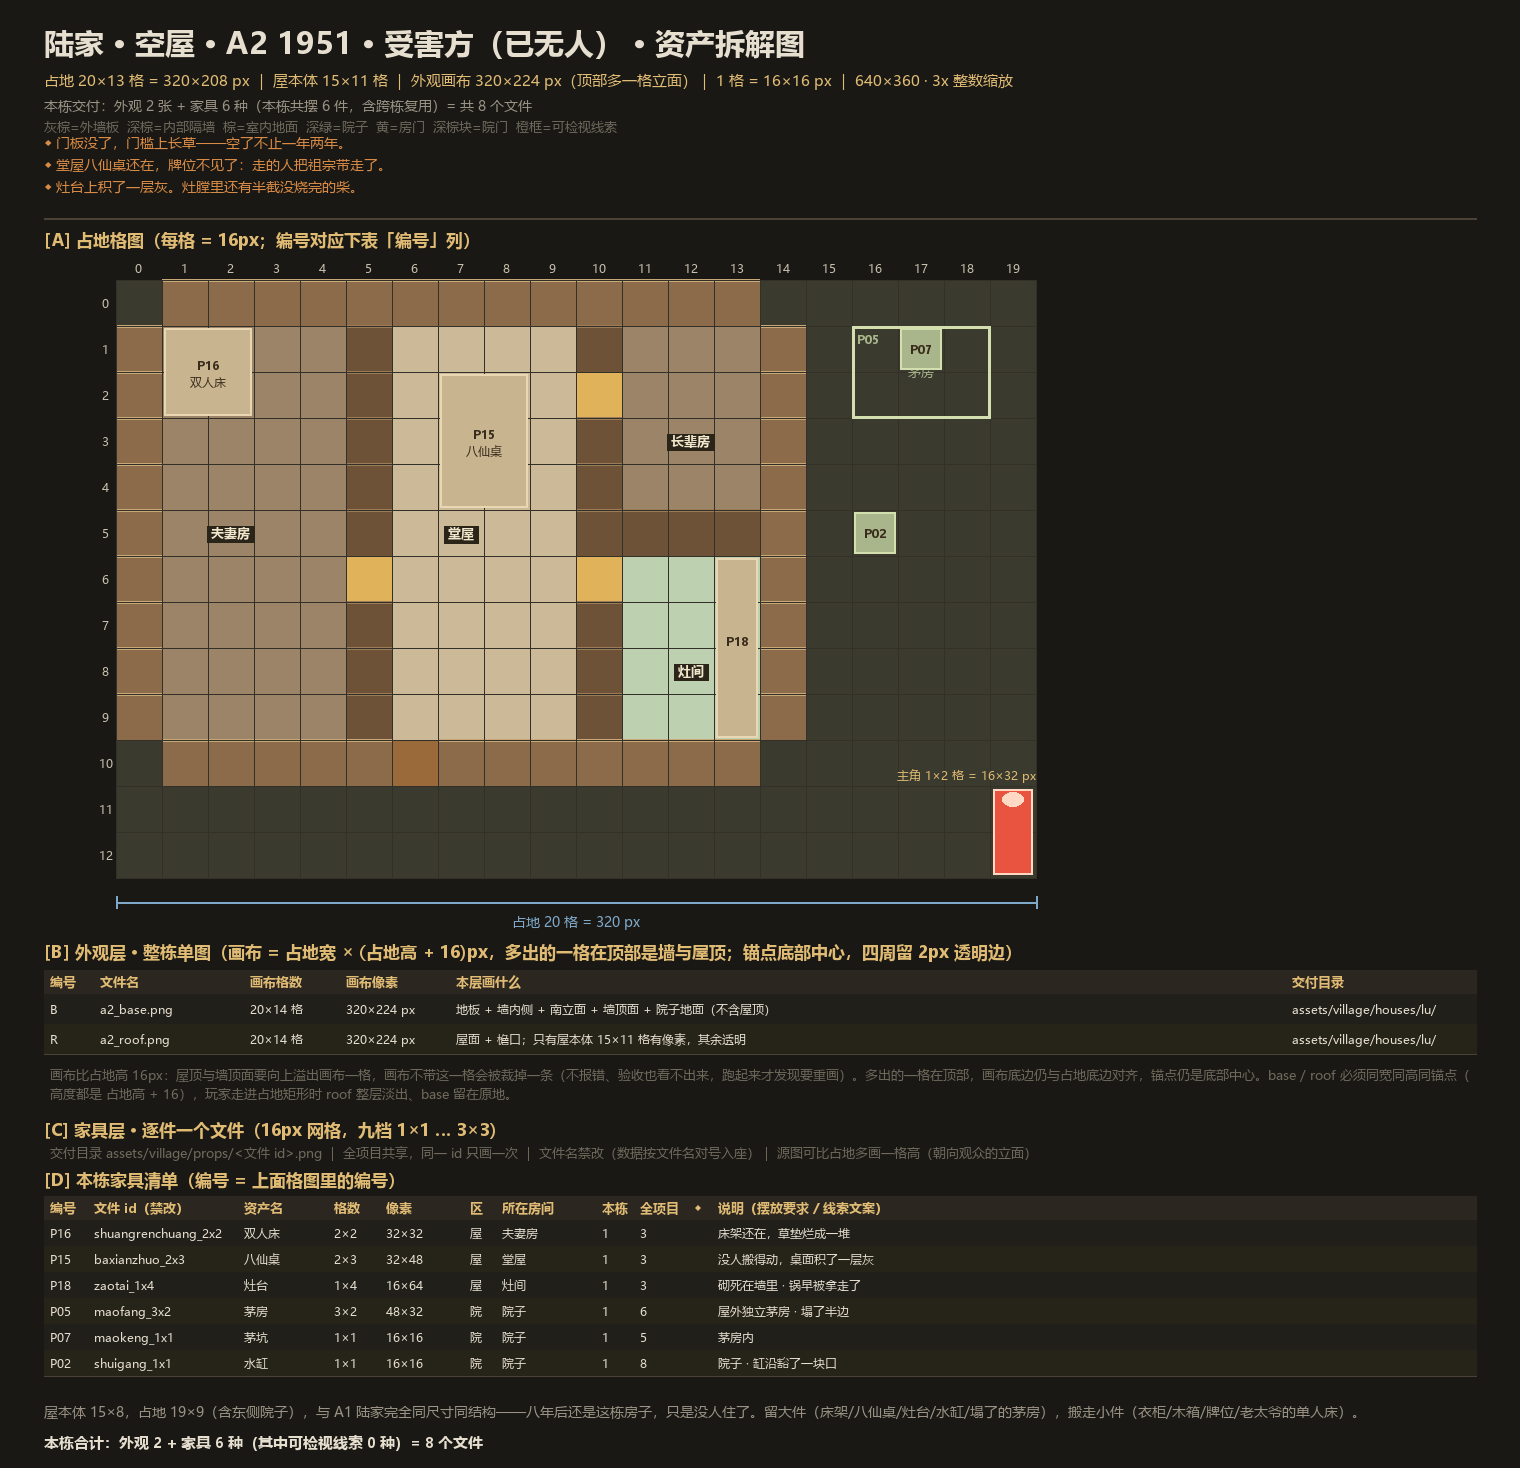 陆家 • 空屋 • A2 1951 • 受害方（已无人） • 资产拆解图
占地 20×13 格 = 320×208 px ｜ 屋本体 15×11 格 ｜ 外观画布 320×224 px（顶部多一格立面） ｜ 1 格 = 16×16 px ｜ 640×360 · 3x 整数缩放
本栋交付：外观 2 张 + 家具 6 种（本栋共摆 6 件，含跨栋复用）= 共 8 个文件
灰棕=外墙板 深棕=内部隔墙 棕=室内地面 深绿=院子 黄=房门 深棕块=院门 橙框=可检视线索
◆ 门板没了，门槛上长草——空了不止一年两年。
◆ 堂屋八仙桌还在，牌位不见了：走的人把祖宗带走了。
◆ 灶台上积了一层灰。灶膛里还有半截没烧完的柴。
[A] 占地格图（每格 = 16px；编号对应下表「编号」列）
0 1 2 3 4 5 6 7 8 9 10 11 12 13 14 15 16 17 18 19
0
1
P16
双人床
P05
P07
茅房
2
3
P15
八仙桌
长辈房
4
5
夫妻房
堂屋
P02
6
7
P18
8
灶间
9
10
主角 1×2 格 = 16×32 px
11
12
占地 20 格 = 320 px
[B] 外观层 • 整栋单图（画布 = 占地宽 ×（占地高 + 16)px，多出的一格在顶部是墙与屋顶；锚点底部中心，四周留 2px 透明边）
编号 文件名 画布格数 画布像素 本层画什么 交付目录
B a2_base.png 20×14 格 320×224 px 地板 + 墙内侧 + 南立面 + 墙顶面 + 院子地面（不含屋顶） assets/village/houses/lu/
R a2_roof.png 20×14 格 320×224 px 屋面 + 檐口；只有屋本体 15×11 格有像素，其余透明 assets/village/houses/lu/
画布比占地高 16px：屋顶与墙顶面要向上溢出画布一格，画布不带这一格会被裁掉一条（不报错、验收也看不出来，跑起来才发现要重画）。多出的一格在顶部，画布底边仍与占地底边对齐，锚点仍是底部中心。base / roof 必须同宽同高同锚点（
高度都是 占地高 + 16），玩家走进占地矩形时 roof 整层淡出、base 留在原地。
[C] 家具层 • 逐件一个文件（16px 网格，九档 1×1 … 3×3）
交付目录 assets/village/props/<文件 id>.png ｜ 全项目共享，同一 id 只画一次 ｜ 文件名禁改（数据按文件名对号入座） ｜ 源图可比占地多画一格高（朝向观众的立面）
[D] 本栋家具清单（编号 = 上面格图里的编号）
编号 文件 id（禁改） 资产名 格数 像素 区 所在房间 本栋 全项目 ◆ 说明（摆放要求 / 线索文案）
P16 shuangrenchuang_2x2 双人床 2×2 32×32 屋 夫妻房 1 3 床架还在，草垫烂成一堆
P15 baxianzhuo_2x3 八仙桌 2×3 32×48 屋 堂屋 1 3 没人搬得动，桌面积了一层灰
P18 zaotai_1x4 灶台 1×4 16×64 屋 灶间 1 3 砌死在墙里 · 锅早被拿走了
P05 maofang_3x2 茅房 3×2 48×32 院 院子 1 6 屋外独立茅房 · 塌了半边
P07 maokeng_1x1 茅坑 1×1 16×16 院 院子 1 5 茅房内
P02 shuigang_1x1 水缸 1×1 16×16 院 院子 1 8 院子 · 缸沿豁了一块口
屋本体 15×8，占地 19×9（含东侧院子），与 A1 陆家完全同尺寸同结构——八年后还是这栋房子，只是没人住了。留大件（床架/八仙桌/灶台/水缸/塌了的茅房），搬走小件（衣柜/木箱/牌位/老太爷的单人床）。
本栋合计：外观 2 + 家具 6 种（其中可检视线索 0 种）= 8 个文件